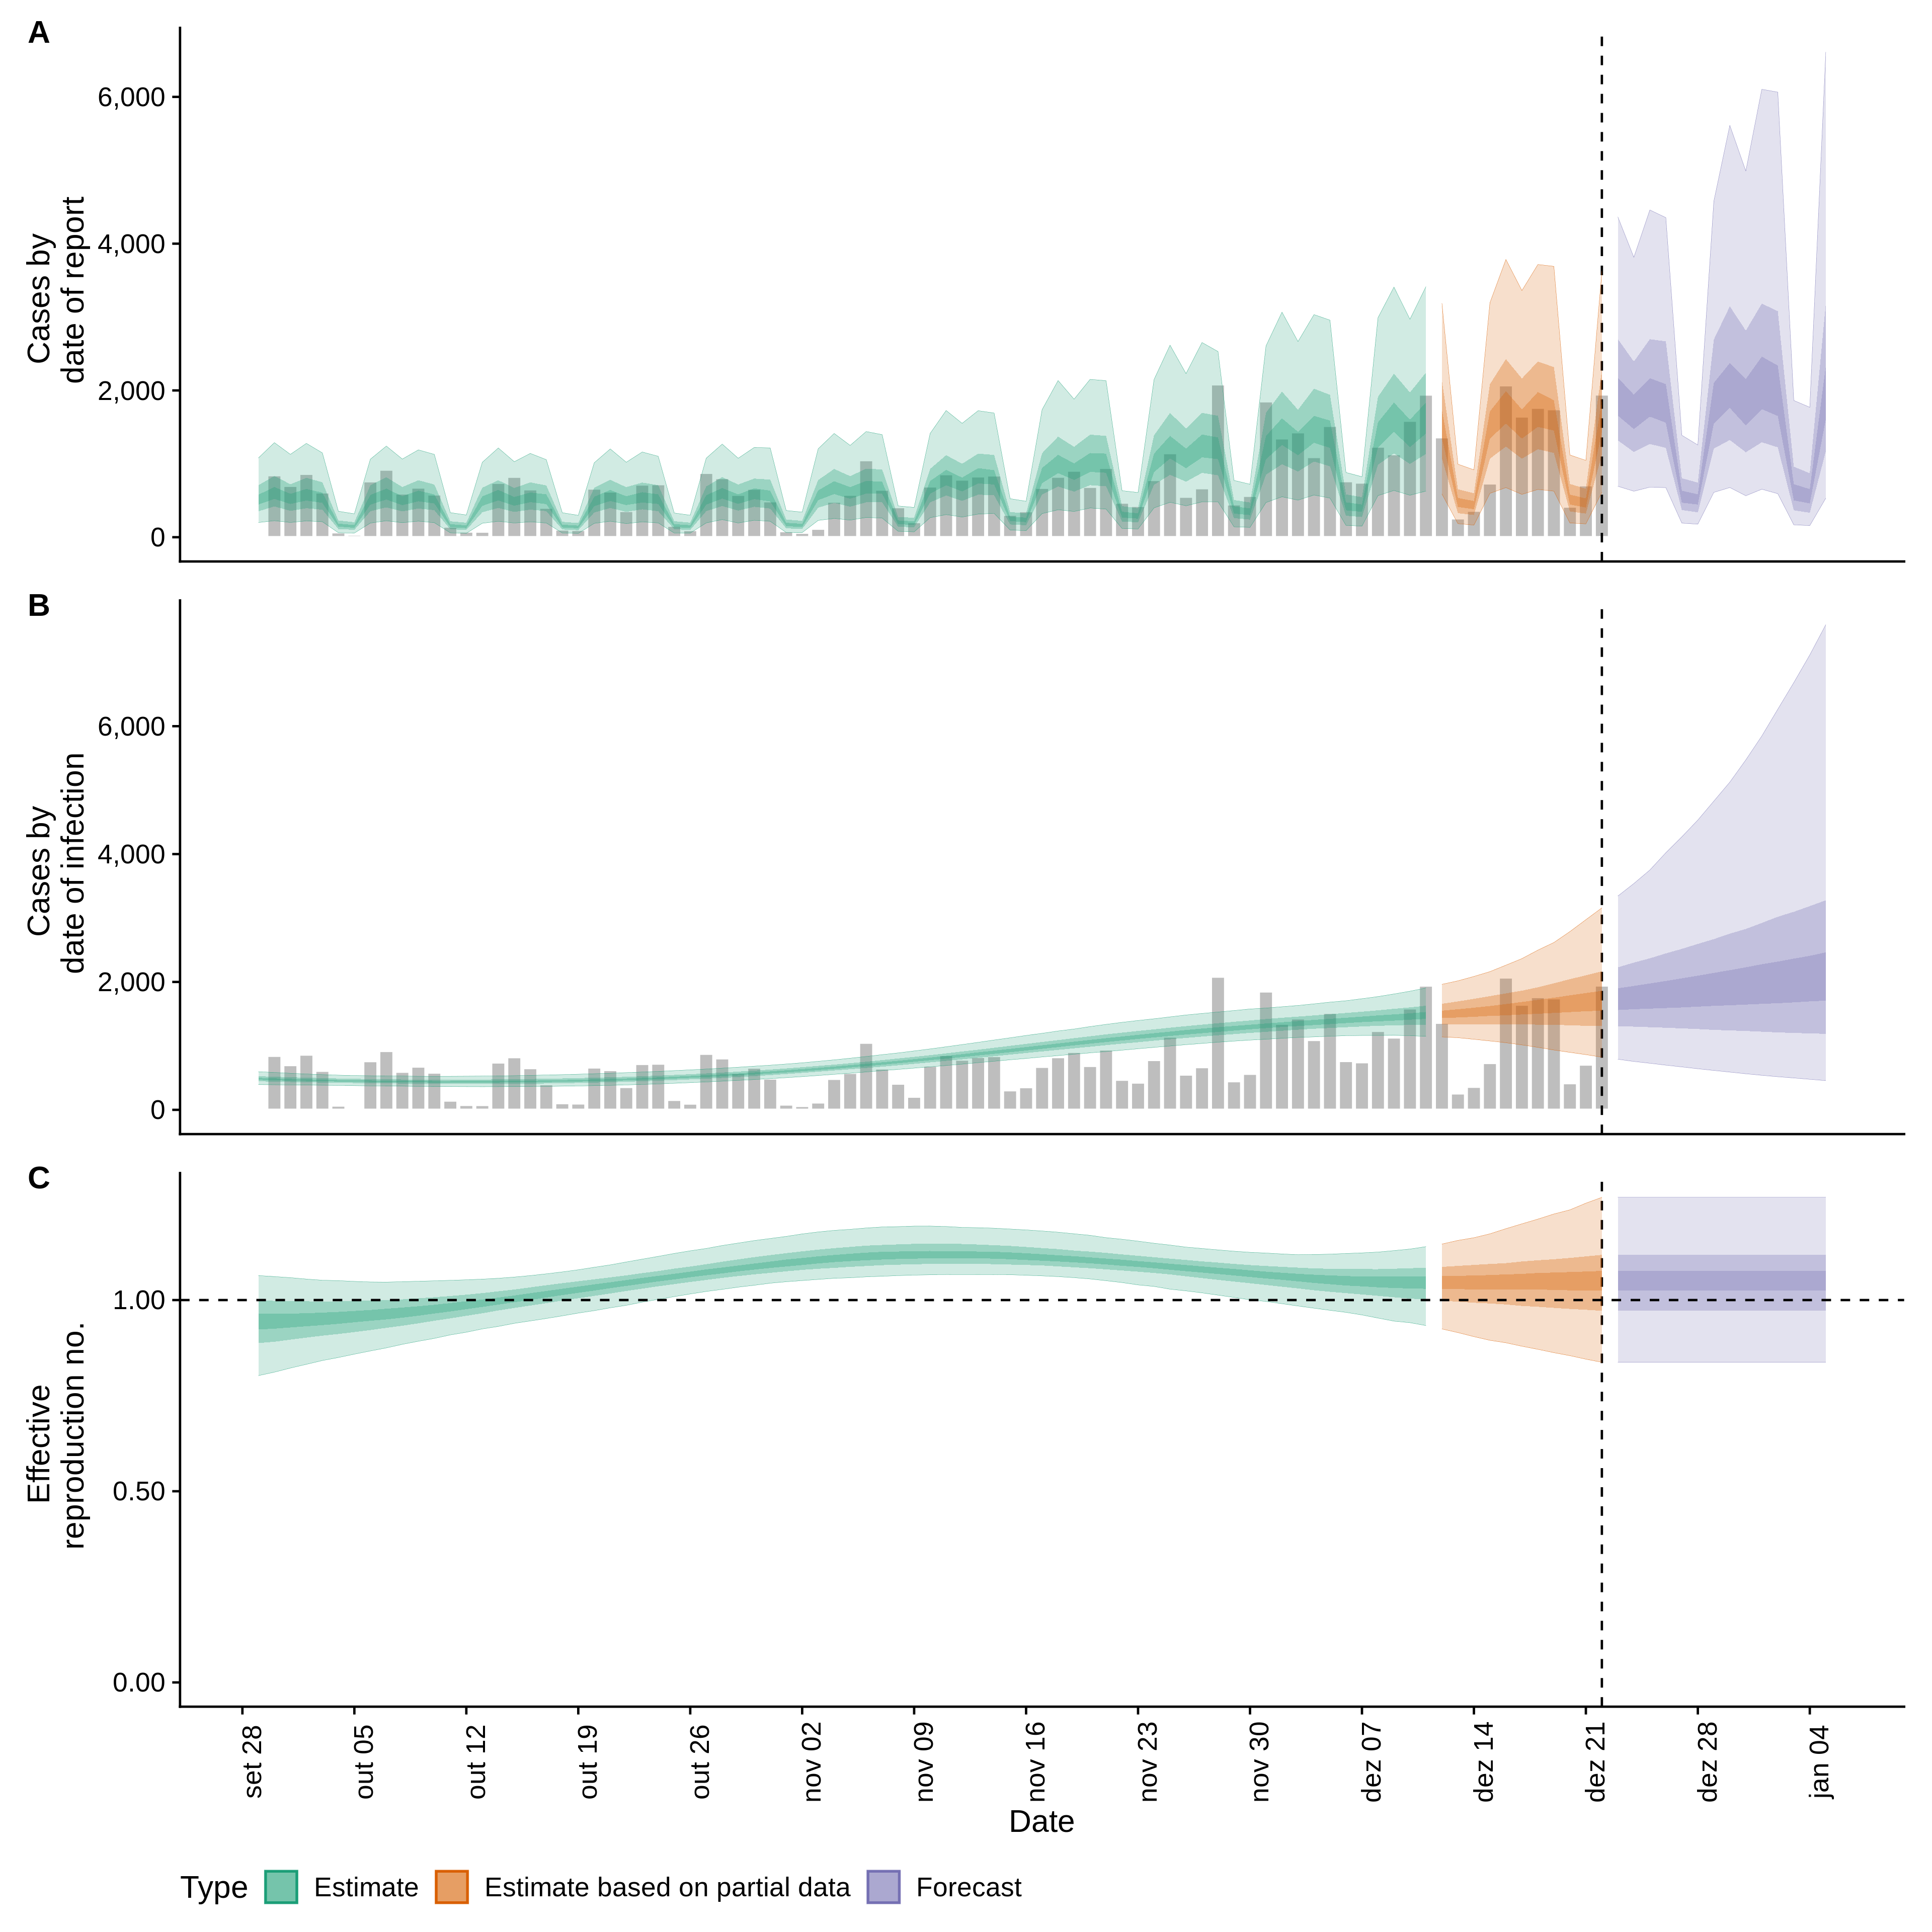 A
6,000
4,000
2,000
0
Cases by
date of report
B
6,000
4,000
2,000
0
Cases by
date of infection
C
1.00
0.50
0.00
Effective
reproduction no.
set 28
out 05
out 12
out 19
out 26
nov 02
nov 09
nov 16
nov 23
nov 30
dez 07
dez 14
dez 21
dez 28
jan 04
Date
Type Estimate Estimate based on partial data Forecast